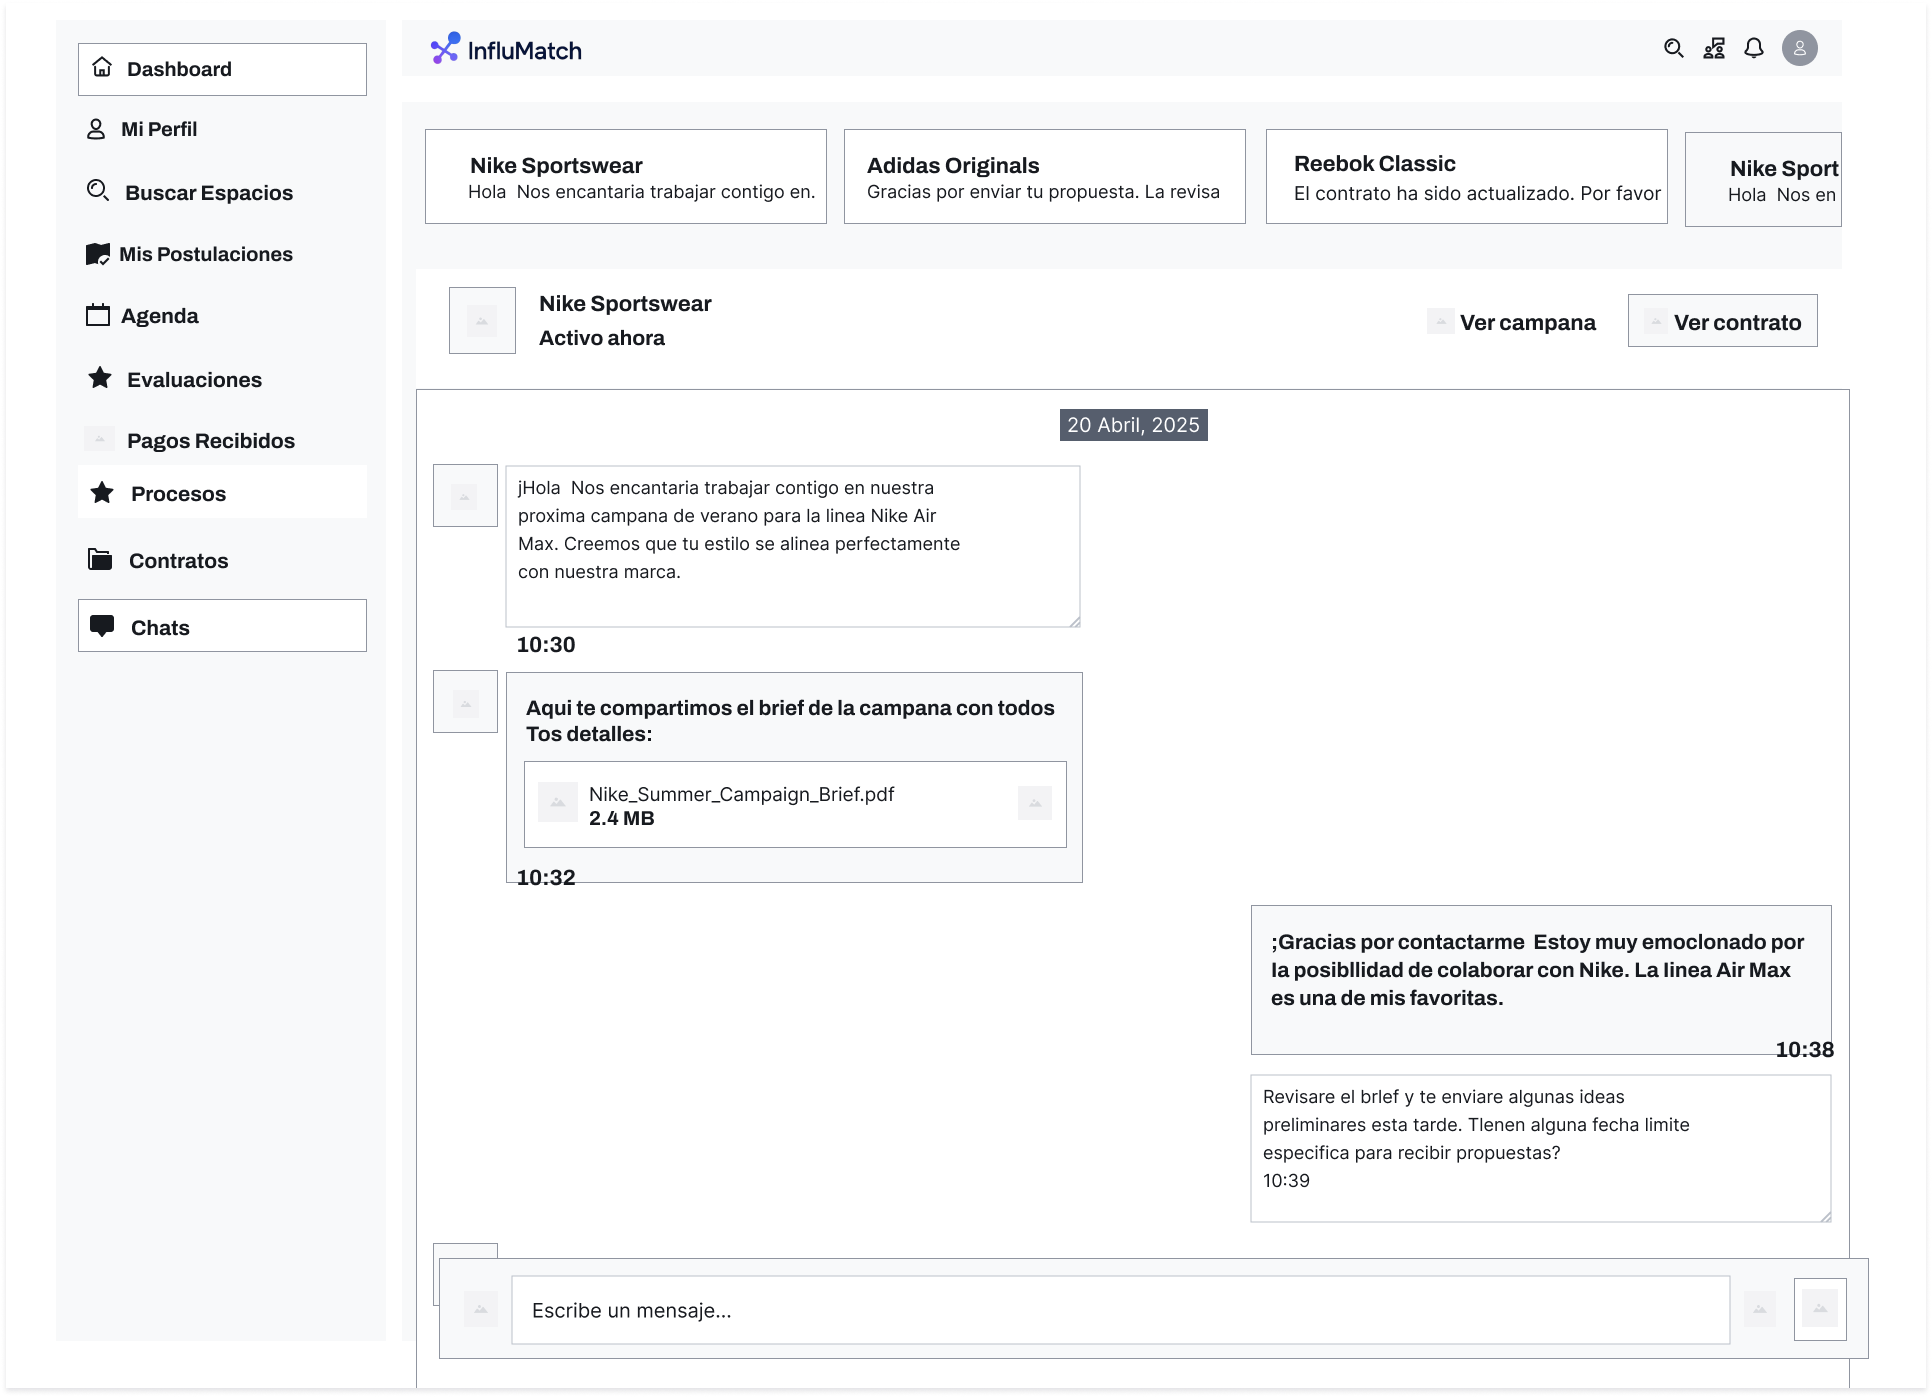 Dashboard
Mi Perfil
Buscar Espacios
Mis Postulaciones
Agenda
Evaluaciones
Pagos Recibidos
Procesos
Contratos
Chats
InfluMatch
Nike Sportswear
Hola  Nos encantaria trabajar contigo en.
Adidas Originals
Gracias por enviar tu propuesta. La revisa
Reebok Classic
El contrato ha sido actualizado. Por favor
Nike Sport
Hola  Nos en
Nike Sportswear
Activo ahora
Ver campana
Ver contrato
20 Abril, 2025
jHola  Nos encantaria trabajar contigo en nuestra
proxima campana de verano para la linea Nike Air
Max. Creemos que tu estilo se alinea perfectamente
con nuestra marca.
10:30
Aqui te compartimos el brief de la campana con todos
Tos detalles:
Nike_Summer_Campaign_Brief.pdf
2.4 MB
10:32
;Gracias por contactarme  Estoy muy emoclonado por
la posibllidad de colaborar con Nike. La linea Air Max
es una de mis favoritas.
10:38
Revisare el brlef y te enviare algunas ideas
preliminares esta tarde. Tlenen alguna fecha limite
especifica para recibir propuestas?
10:39
Escribe un mensaje...